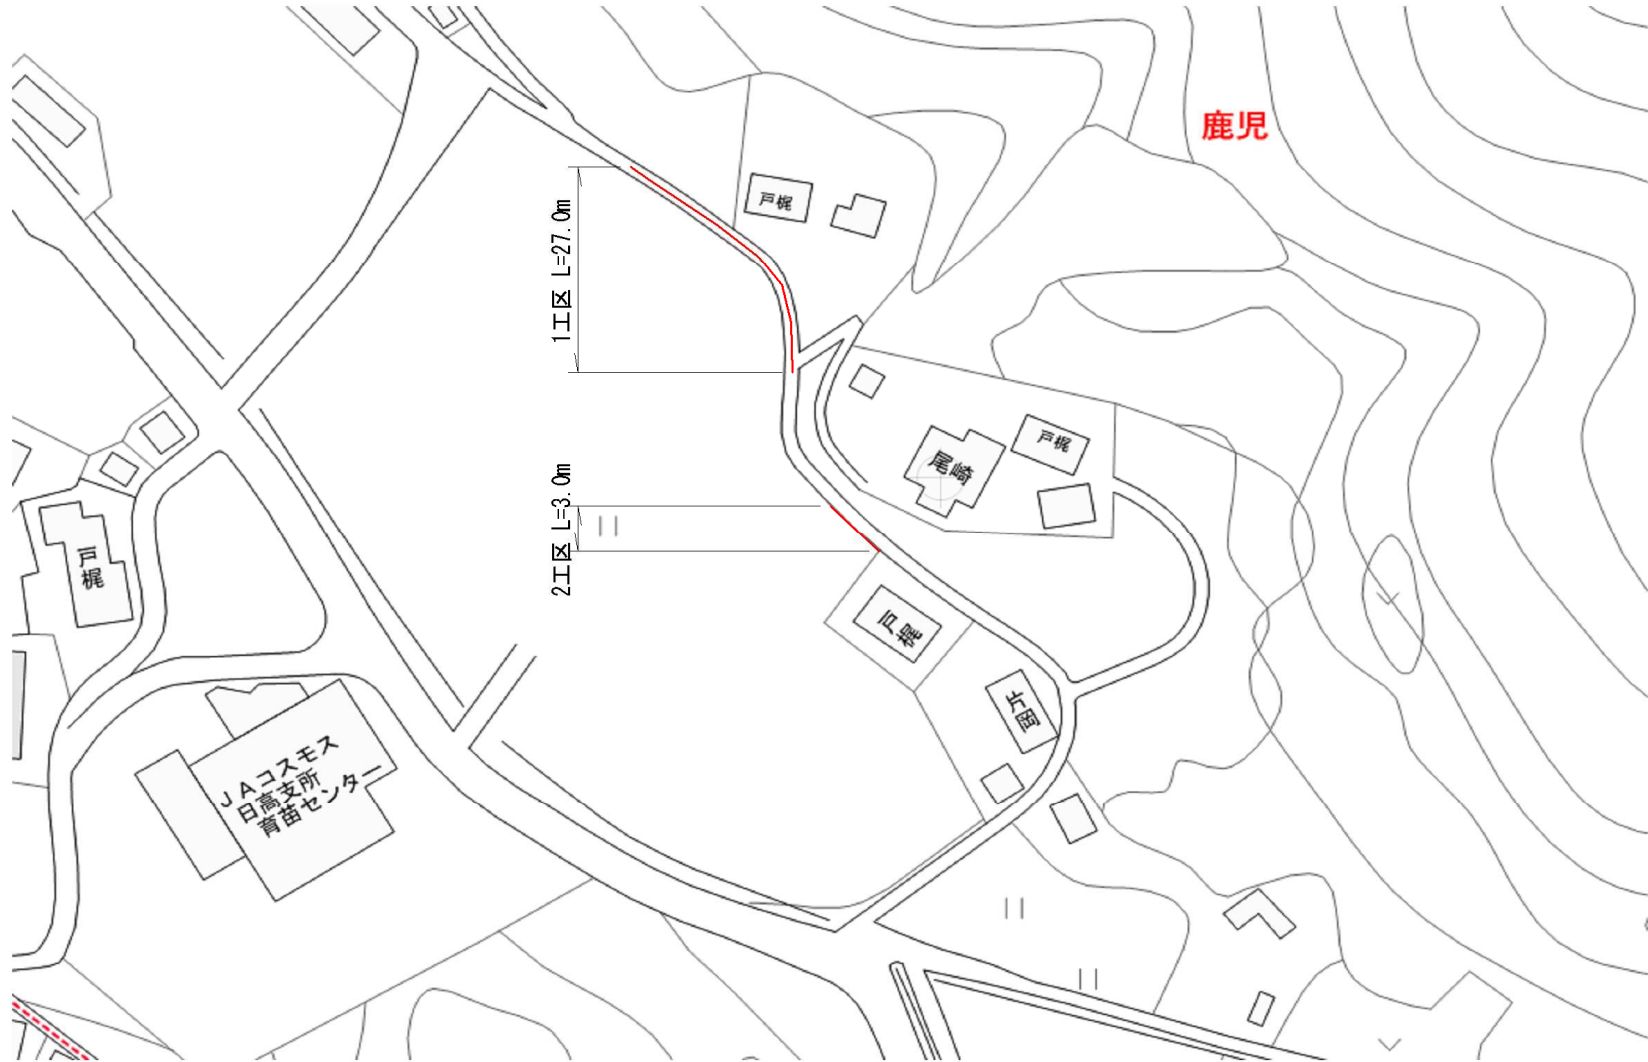 鹿児
戸梶
1工区 L=27.0m
戸梶
尾崎
2工区 L=3.0m
戸
梶
戸梶
片
岡
JAコスモス
日高支所
育苗センター